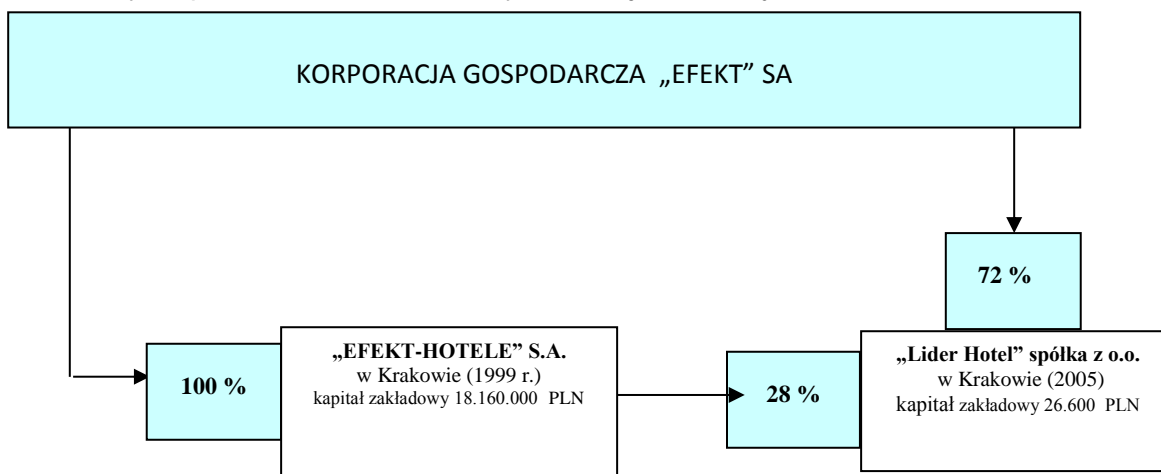 KORPORACJA GOSPODARCZA „EFEKT” SA
72 %
100 %
„EFEKT-HOTELE” S.A.
w Krakowie (1999 r.)
kapitał zakładowy 18.160.000 PLN
28 %
„Lider Hotel” spółka z o.o.
w Krakowie (2005)
kapitał zakładowy 26.600 PLN